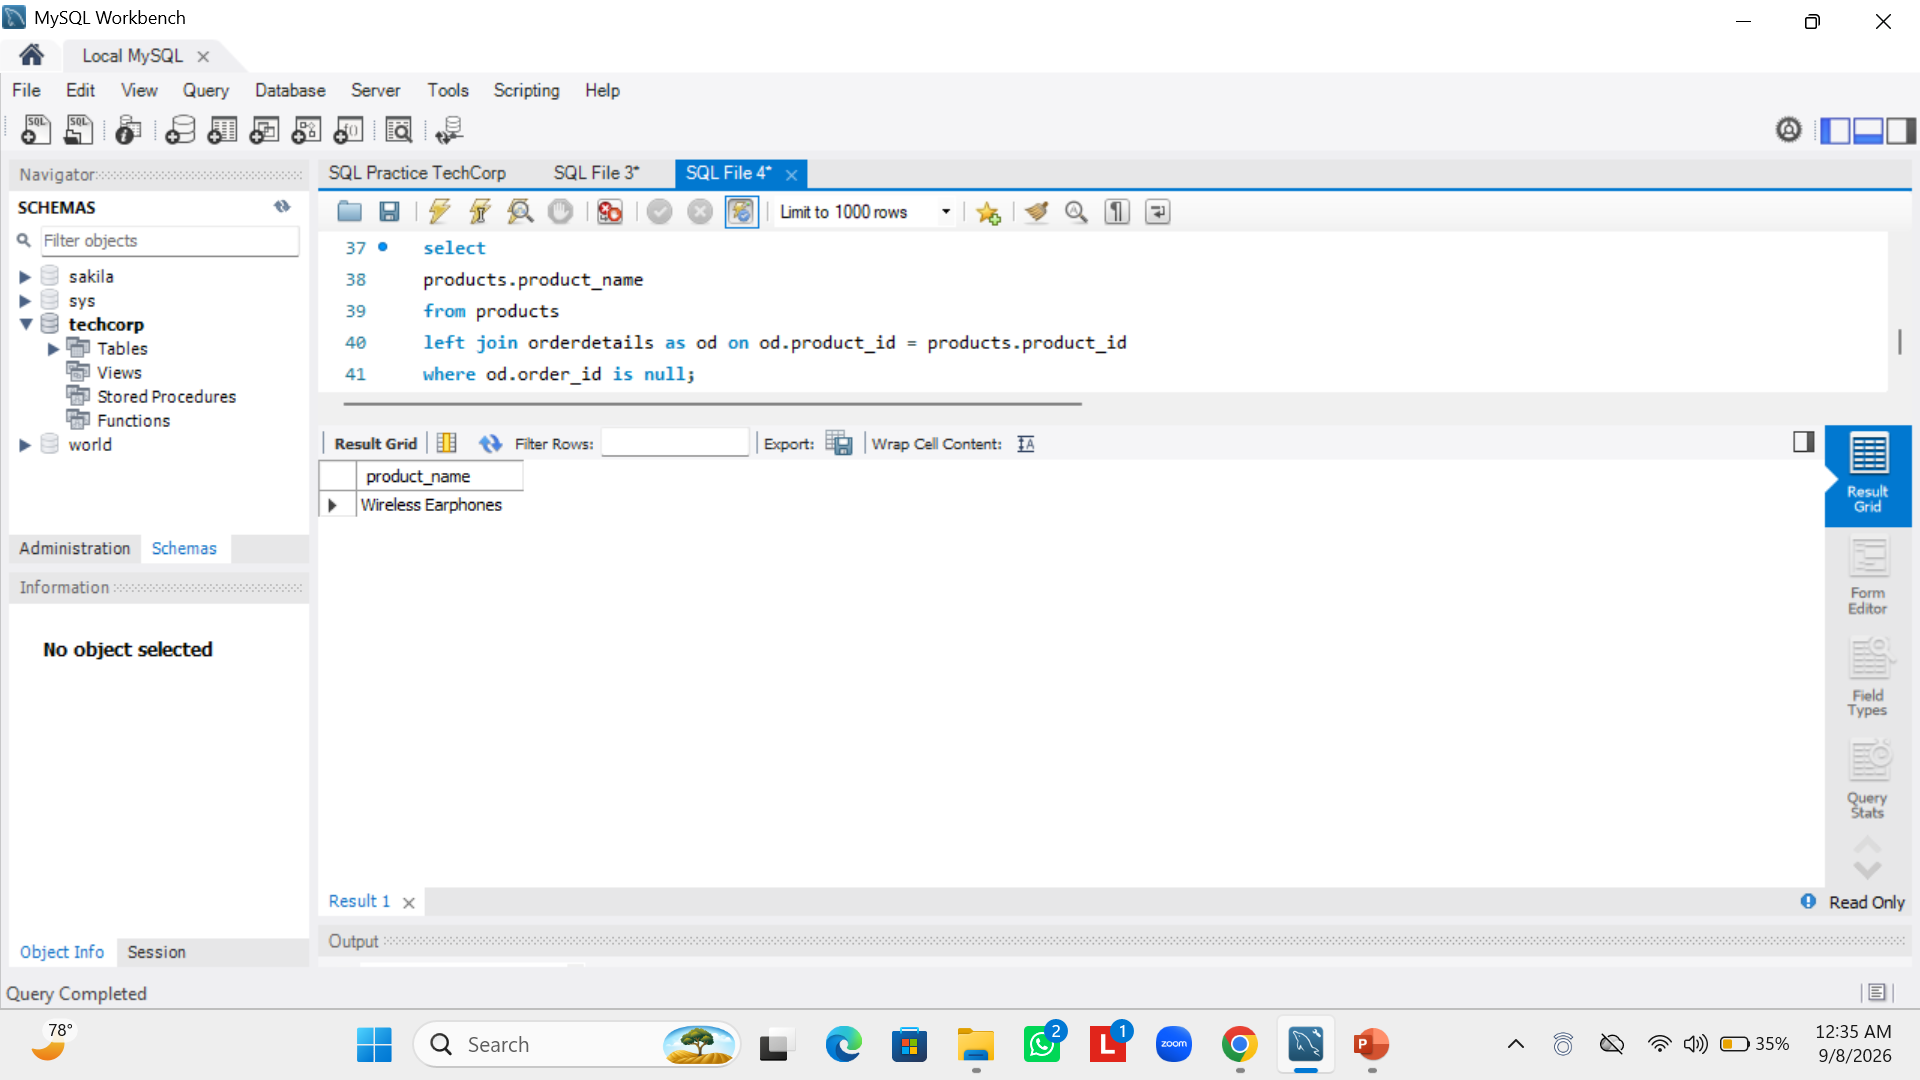 MySQL Workbench
Local MySQL
File Edit View Query Database Server Tools Scripting Help
Navigator
SQL Practice TechCorp SQL File 3* SQL File 4*
SCHEMAS
Limit to 1000 rows
Filter objects
sakila
sys
techcorp
Tables
Views
Stored Procedures
Functions
world
37 select
38 products.product_name
39 from products
40 left join orderdetails as od on od.product_id = products.product_id
41 where od.order_id is null;
Result Grid Filter Rows: Export: Wrap Cell Content:
product_name
Wireless Earphones
Result
Grid
Form
Editor
Field
Types
Query
Stats
Administration Schemas
Information
No object selected
Result 1
Read Only
Output
Object Info Session
Query Completed
78°
Search
2
1
L
zoom
P
35%
12:35 AM
9/8/2026